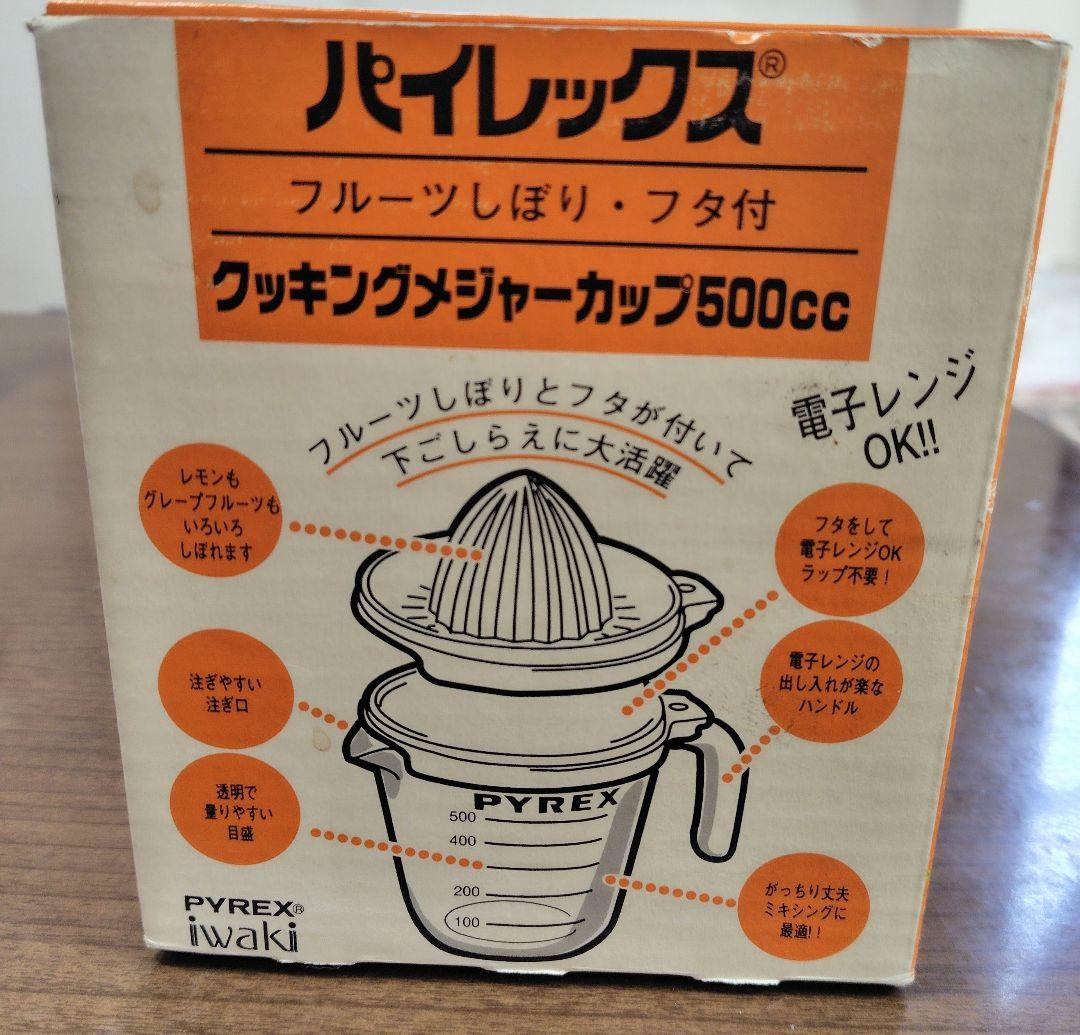 パイレックス®
フルーツしぼり・フタ付
クッキングメジャーカップ500cc
フルーツしぼりとフタが付いて
下ごしらえに大活躍
電子レンジ
OK!!
レモンも
グレープフルーツも
いろいろ
しぼれます
フタをして
電子レンジOK
ラップ不要！
注ぎやすい
注ぎ口
電子レンジの
出し入れが楽な
ハンドル
透明で
量りやすい
目盛
PYREX
500
400
200
100
がっちり丈夫
ミキシングに
最適!!
PYREX®
iwaki